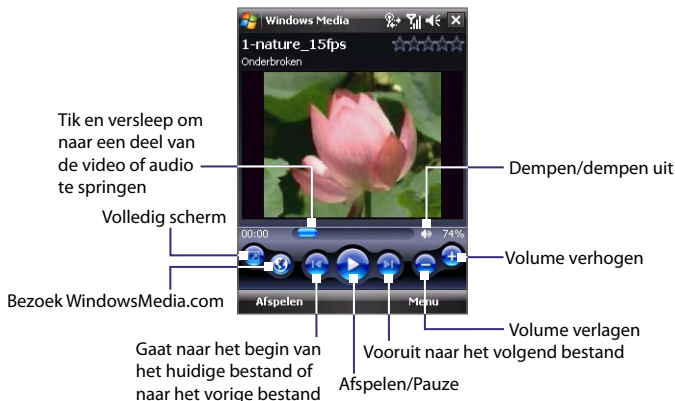 Windows Media
1-nature_15fps
Onderbroken
Tik en versleep om
naar een deel van
de video of audio
te springen
Dempen/dempen uit
Volledig scherm
00:00
74%
Volume verhogen
Bezoek WindowsMedia.com
Afspelen
Menu
Volume verlagen
Gaat naar het begin van
het huidige bestand of
naar het vorige bestand
Vooruit naar het volgend bestand
Afspelen/Pauze